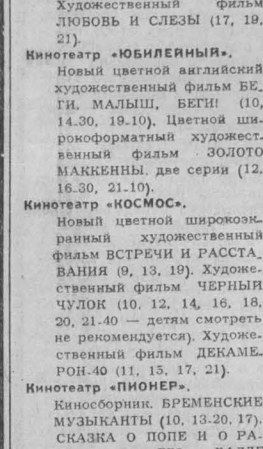 Художественный фильм
ЛЮБОВЬ И СЛЕЗЫ (17, 19,
21).
Кинотеатр «ЮБИЛЕЙНЫЙ».
Новый цветной английский
художественный фильм БЕ-
ГИ, МАЛЫШ, БЕГИ! (10,
14-30, 19-10). Цветной ши-
рокоформатный художест-
венный фильм ЗОЛОТО
МАККЕННЫ, две серии (12,
16-30, 21-10).
Кинотеатр «КОСМОС».
Новый цветной широкоэк-
ранный художественный
фильм ВСТРЕЧИ И РАССТА-
ВАНИЯ (9, 13, 19). Художе-
ственный фильм ЧЕРНЫЙ
ЧУЛОК (10, 12, 14, 16, 18,
20, 21-40 — детям смотреть
не рекомендуется). Художе-
ственный фильм ДЕКАМЕ-
РОН-40 (11, 15, 17, 21).
Кинотеатр «ПИОНЕР».
Киносборник. БРЕМЕНСКИЕ
МУЗЫКАНТЫ (10, 13-20, 17).
СКАЗКА О ПОПЕ И О РА-